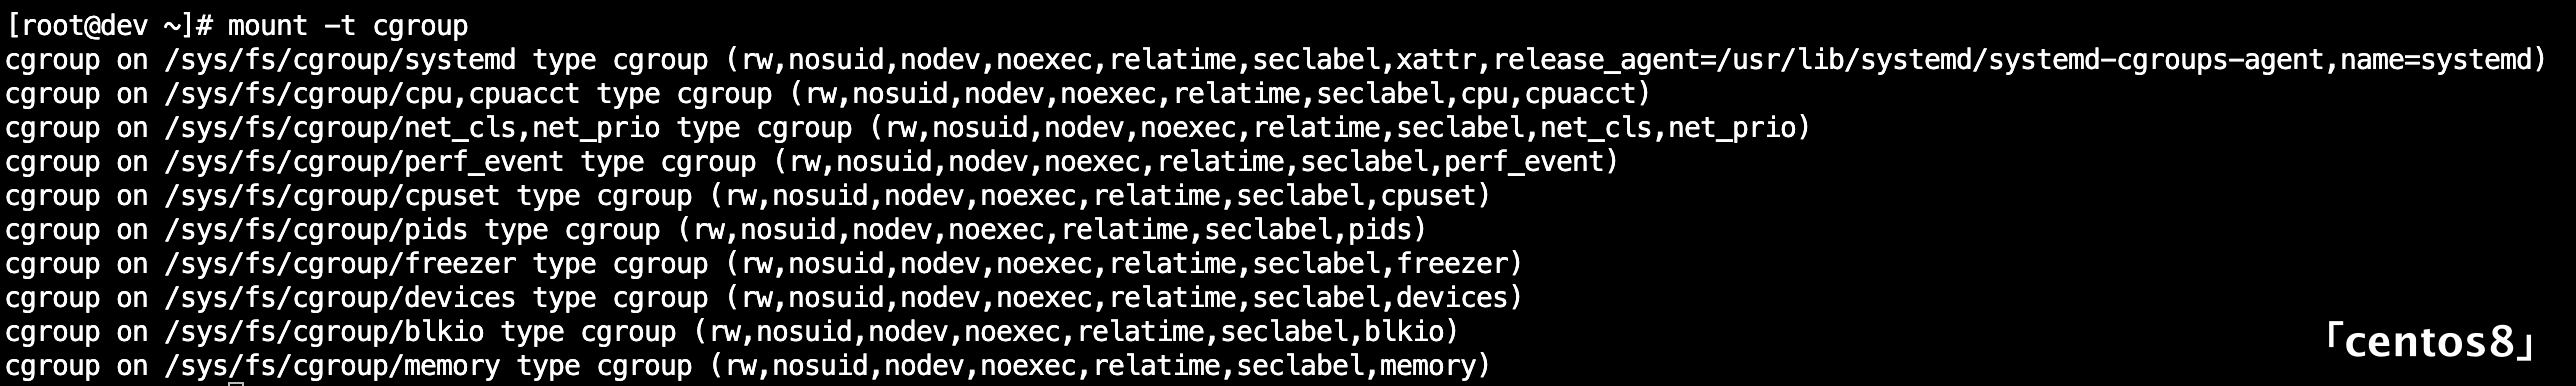 [root@dev ~]# mount -t cgroup
cgroup on /sys/fs/cgroup/systemd type cgroup (rw,nosuid,nodev,noexec,relatime,seclabel,xattr,release_agent=/usr/lib/systemd/systemd-cgroups-agent,name=systemd)
cgroup on /sys/fs/cgroup/cpu,cpuacct type cgroup (rw,nosuid,nodev,noexec,relatime,seclabel,cpu,cpuacct)
cgroup on /sys/fs/cgroup/net_cls,net_prio type cgroup (rw,nosuid,nodev,noexec,relatime,seclabel,net_cls,net_prio)
cgroup on /sys/fs/cgroup/perf_event type cgroup (rw,nosuid,nodev,noexec,relatime,seclabel,perf_event)
cgroup on /sys/fs/cgroup/cpuset type cgroup (rw,nosuid,nodev,noexec,relatime,seclabel,cpuset)
cgroup on /sys/fs/cgroup/pids type cgroup (rw,nosuid,nodev,noexec,relatime,seclabel,pids)
cgroup on /sys/fs/cgroup/freezer type cgroup (rw,nosuid,nodev,noexec,relatime,seclabel,freezer)
cgroup on /sys/fs/cgroup/devices type cgroup (rw,nosuid,nodev,noexec,relatime,seclabel,devices)
cgroup on /sys/fs/cgroup/blkio type cgroup (rw,nosuid,nodev,noexec,relatime,seclabel,blkio)
cgroup on /sys/fs/cgroup/memory type cgroup (rw,nosuid,nodev,noexec,relatime,seclabel,memory)
「centos8」